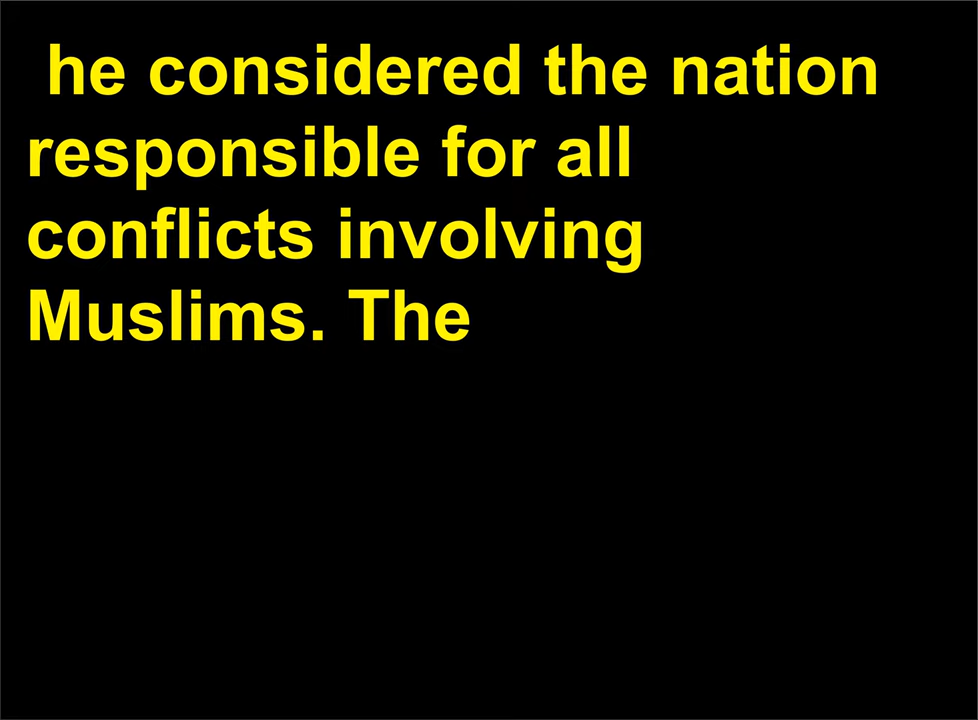 he considered the nation
responsible for all
conflicts involving
Muslims. The